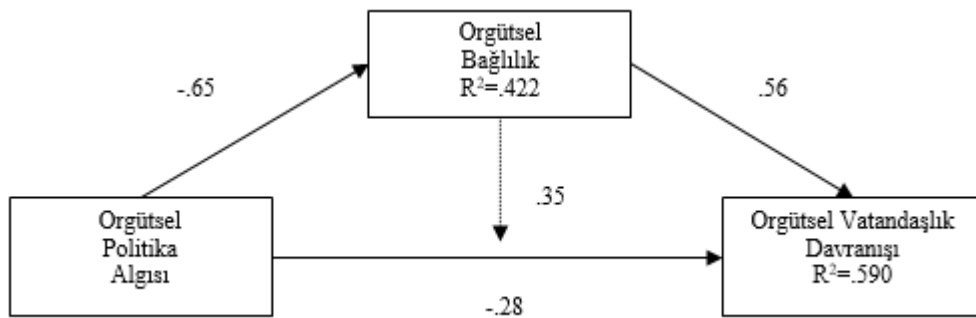 Orgütsel
Bağlılık
R²=.422
-.65
.56
.35
Orgütsel
Politika
Algısı
Orgütsel Vatandaşlık
Davranışı
R²=.590
-.28